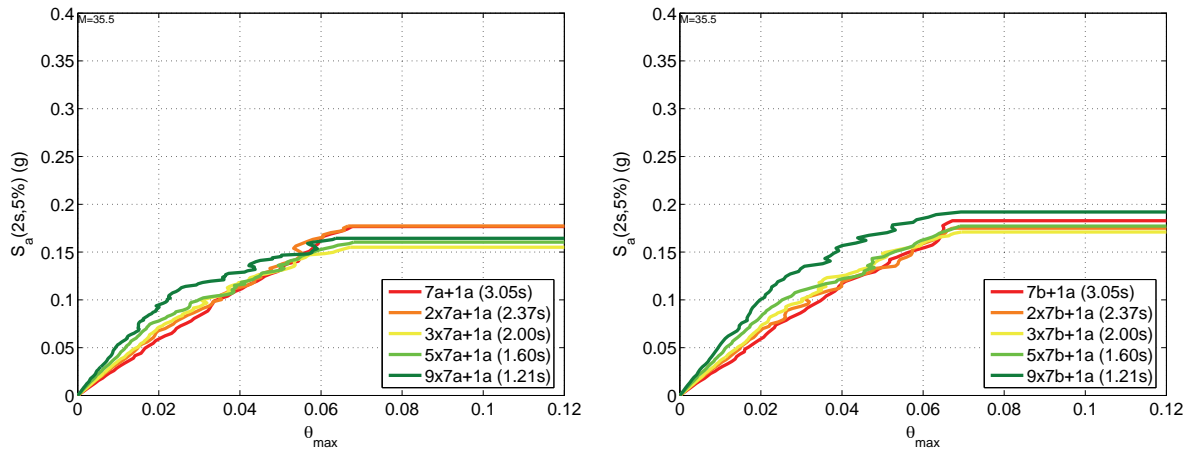 M=35.5
0.4
0.35
0.3
0.25
0.2
0.15
0.1
0.05
0
S_a(2s,5%) (g)
7a+1a (3.05s)
2x7a+1a (2.37s)
3x7a+1a (2.00s)
5x7a+1a (1.60s)
9x7a+1a (1.21s)
0 0.02 0.04 0.06 0.08 0.1 0.12
θ_max
M=35.5
0.4
0.35
0.3
0.25
0.2
0.15
0.1
0.05
0
S_a(2s,5%) (g)
7b+1a (3.05s)
2x7b+1a (2.37s)
3x7b+1a (2.00s)
5x7b+1a (1.60s)
9x7b+1a (1.21s)
0 0.02 0.04 0.06 0.08 0.1 0.12
θ_max